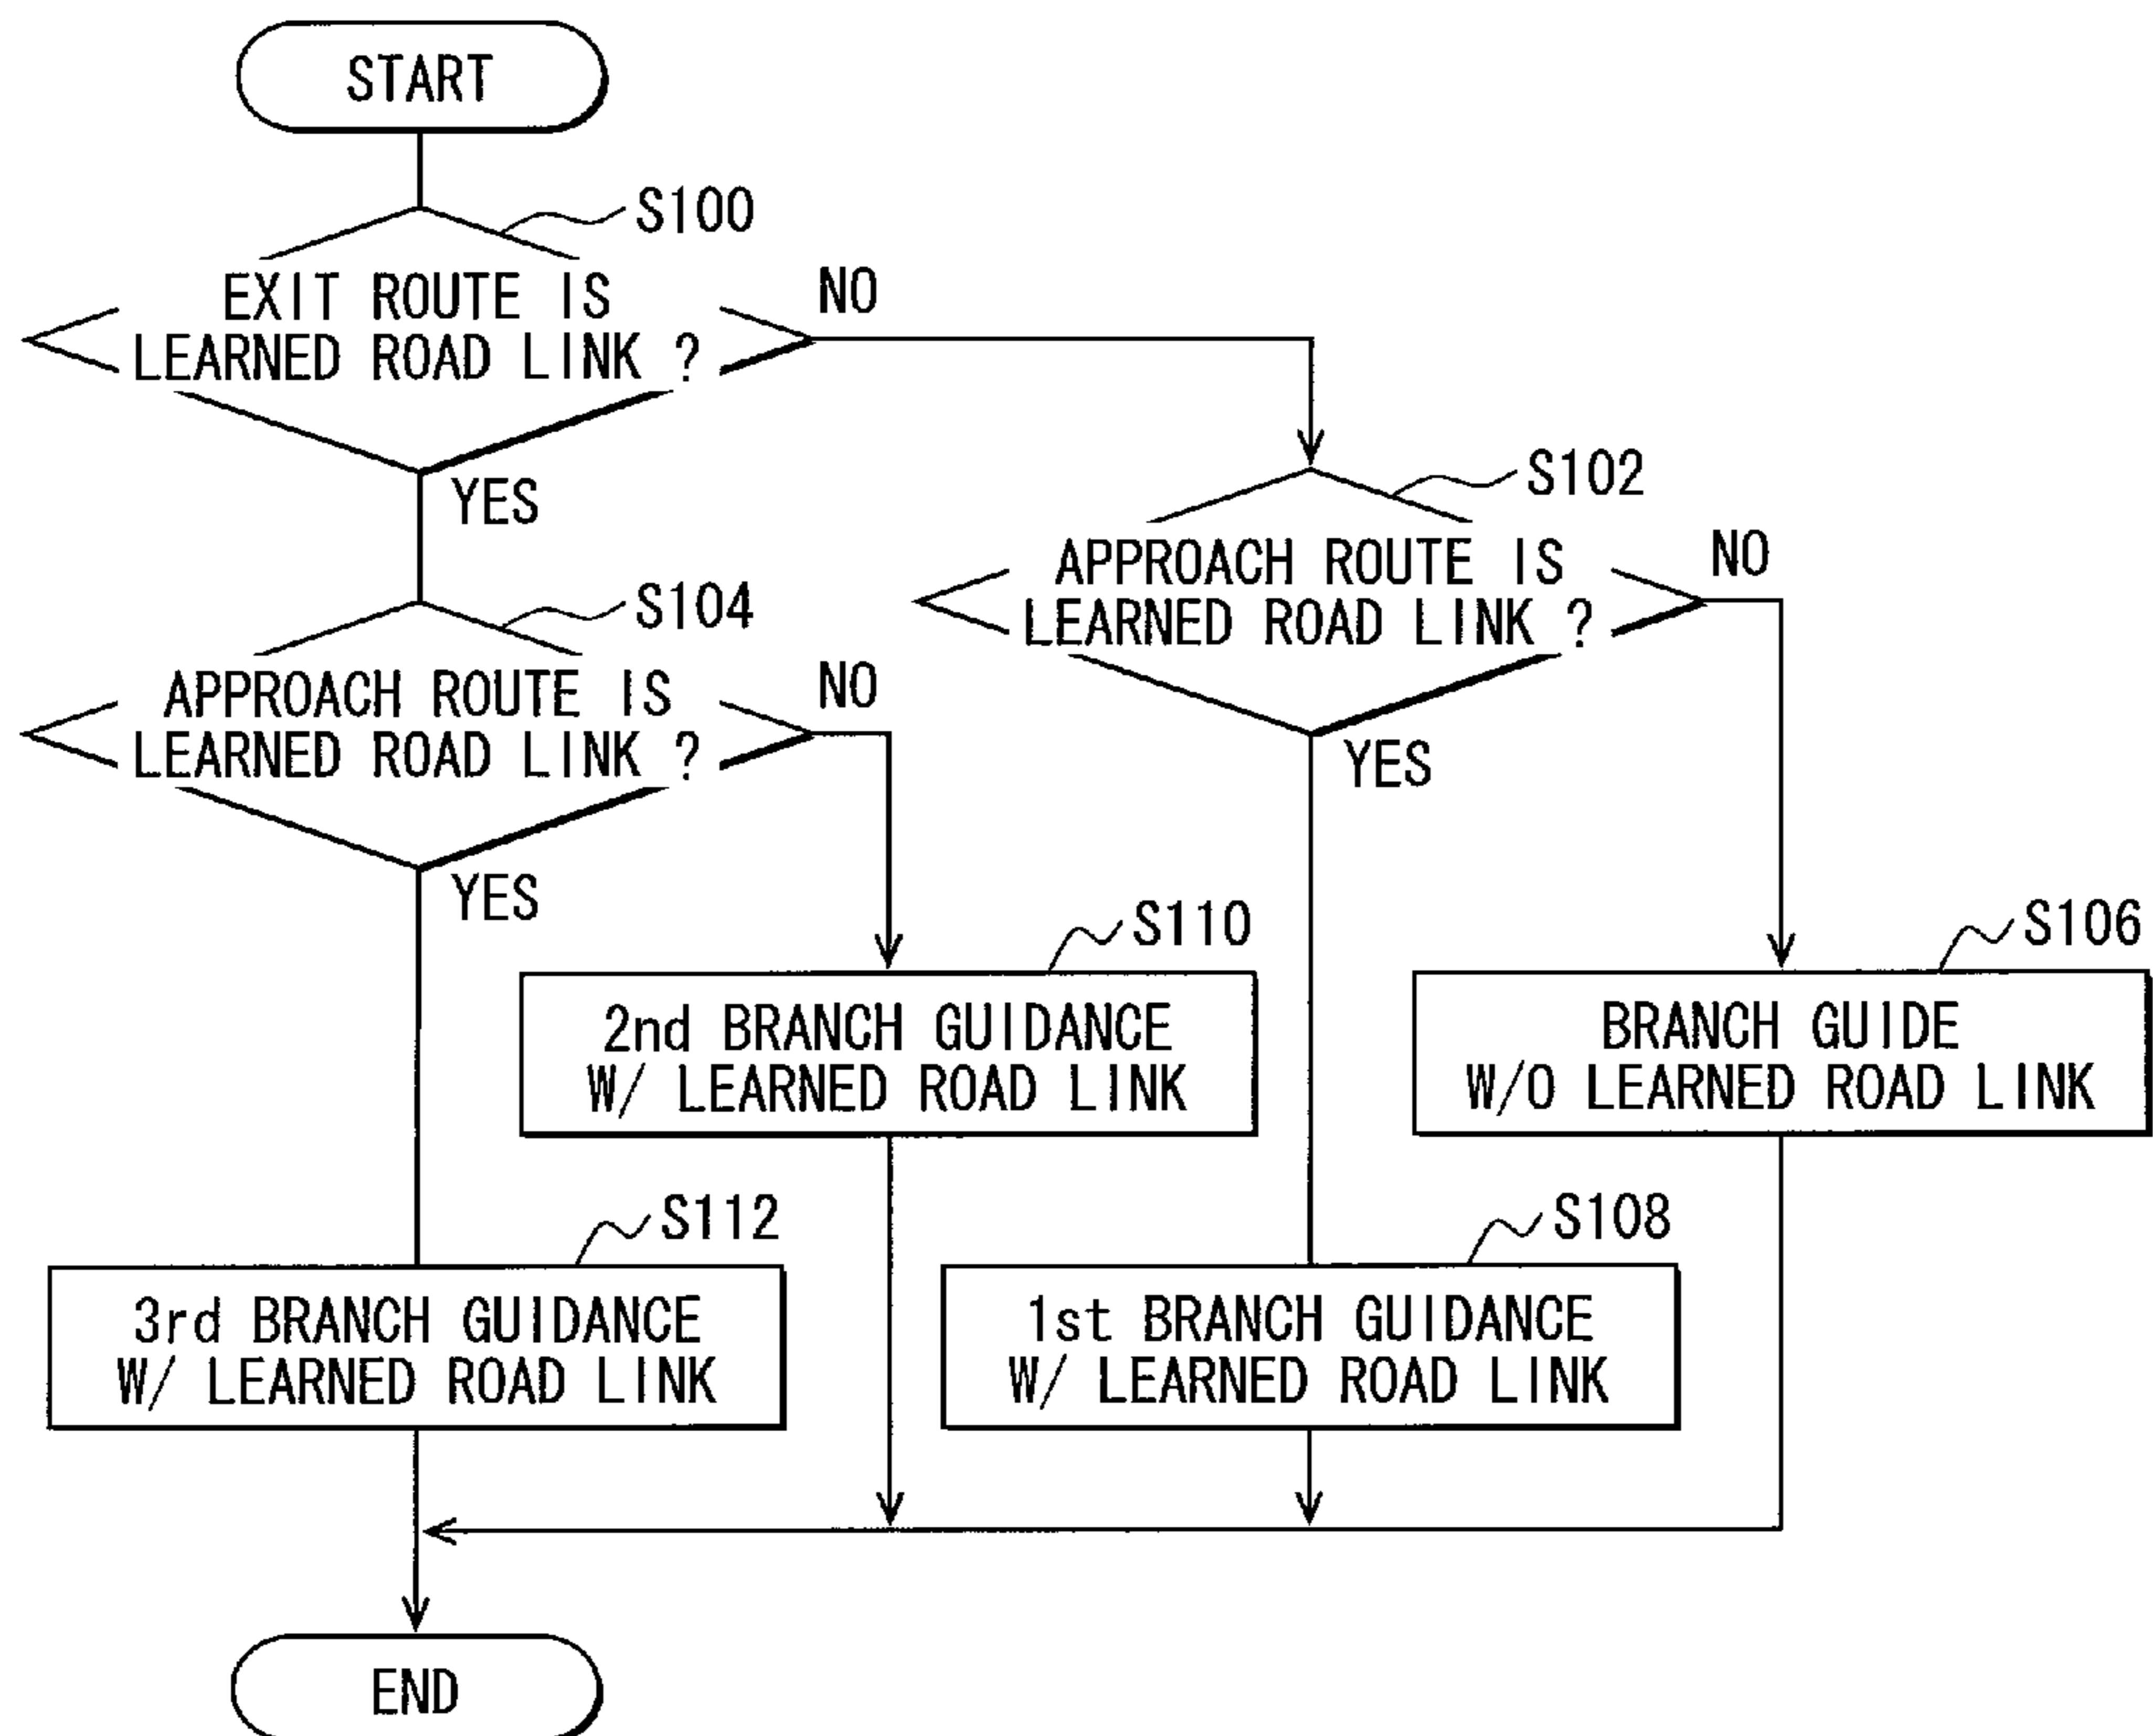 START
S100
EXIT ROUTE IS
LEARNED ROAD LINK ?
NO
YES
S102
APPROACH ROUTE IS
LEARNED ROAD LINK ?
NO
YES
S104
APPROACH ROUTE IS
LEARNED ROAD LINK ?
NO
YES
S110
2nd BRANCH GUIDANCE
W/ LEARNED ROAD LINK
S106
BRANCH GUIDE
W/O LEARNED ROAD LINK
S112
3rd BRANCH GUIDANCE
W/ LEARNED ROAD LINK
S108
1st BRANCH GUIDANCE
W/ LEARNED ROAD LINK
END